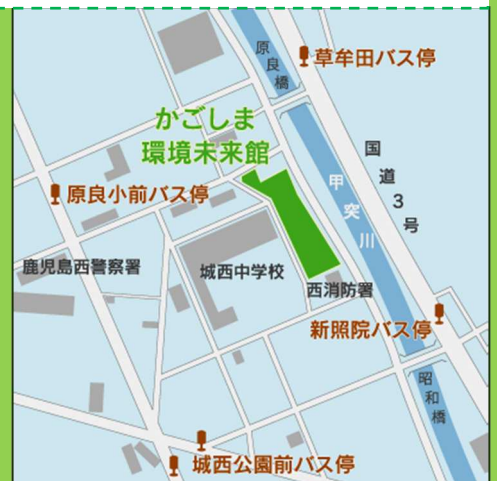 原良橋
草牟田バス停
かごしま
環境未来館
国道3号
甲突川
原良小前バス停
鹿児島西警察署
城西中学校
西消防署
新照院バス停
昭和橋
城西公園前バス停